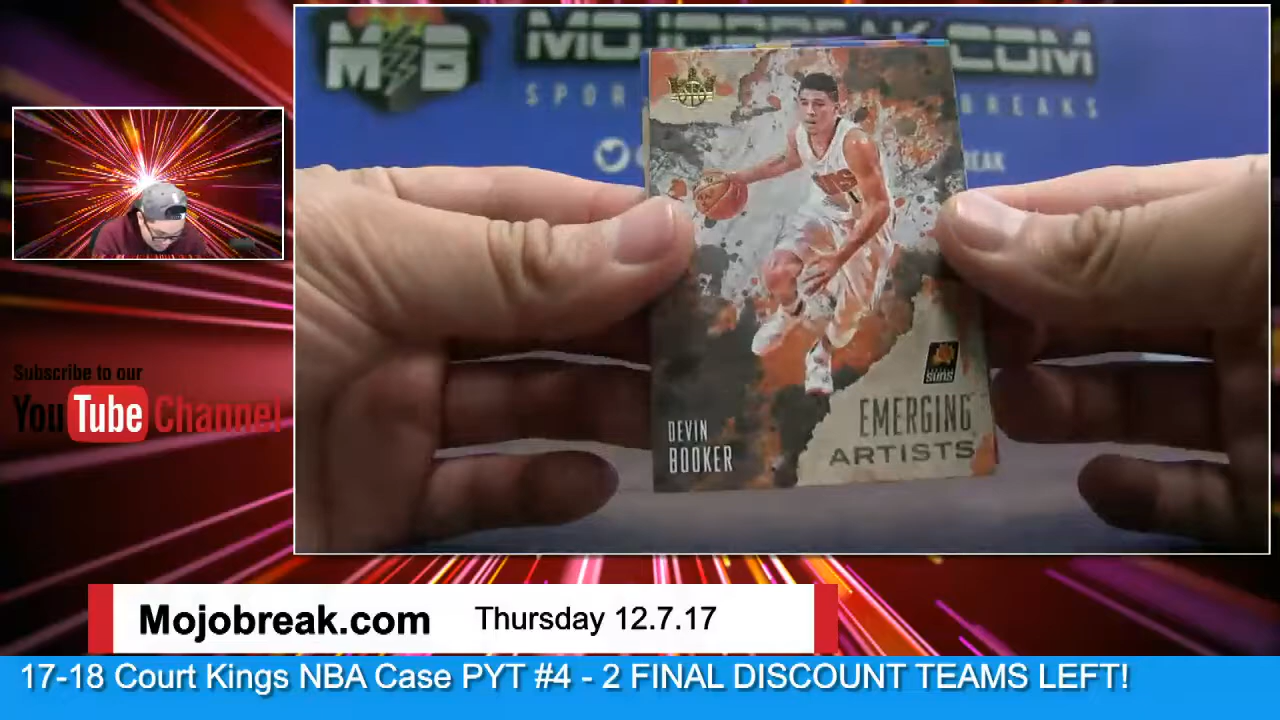 MOJOBREAK.COM
M B
SPOR
BREAKS
REAK
SUNS
EMERGING
ARTISTS
DEVIN
BOOKER
Subscribe to our
YouTube Channel
Mojobreak.com
Thursday 12.7.17
17-18 Court Kings NBA Case PYT #4 - 2 FINAL DISCOUNT TEAMS LEFT!